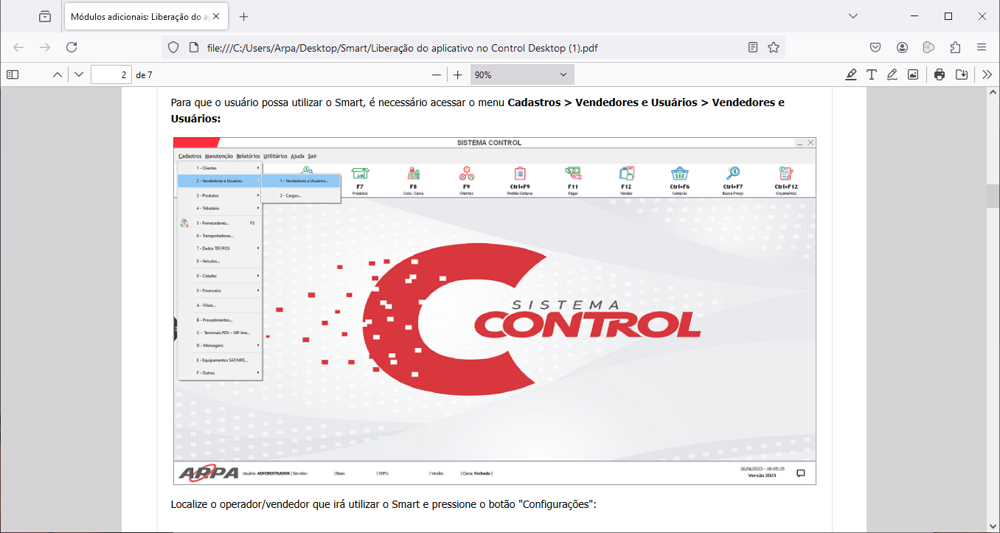 Módulos adicionais: Liberação do ap
file:///C:/Users/Arpa/Desktop/Smart/Liberação do aplicativo no Control Desktop (1).pdf
2 de 7
90%
Para que o usuário possa utilizar o Smart, é necessário acessar o menu Cadastros > Vendedores e Usuários > Vendedores e
Usuários:
SISTEMA CONTROL
Cadastros Manutenção Relatórios Utilitários Ajuda Sair
1 - Clientes
2 - Vendedores e Usuários
3 - Produtos
4 - Tributário
5 - Fornecedores... F3
6 - Transportadoras...
7 - Dados TEF/POS
8 - Veículos...
9 - Cidades
0 - Financeiro
A - Filiais...
B - Procedimentos...
C - Terminais PDV - Off-line...
D - Mensagens
E - Equipamentos SAT/MFE...
F - Outros
1 - Vendedores e Usuários...
2 - Cargos...
F7 F8 F9 Ctrl+F9 F11 F12 Ctrl+F6 Ctrl+F7 Ctrl+F12
Produtos Cons. Caixa Clientes Pedido Compra Pagar Vendas Compras Busca Preço Orçamentos
SISTEMA
CONTROL
ARPA
Usuário: ADMINISTRADOR | Servidor: | Base: | CNPJ: | Versão: | Caixa: Fechado |
26/06/2023 - 08:05:25
Versão 2023
Localize o operador/vendedor que irá utilizar o Smart e pressione o botão "Configurações":